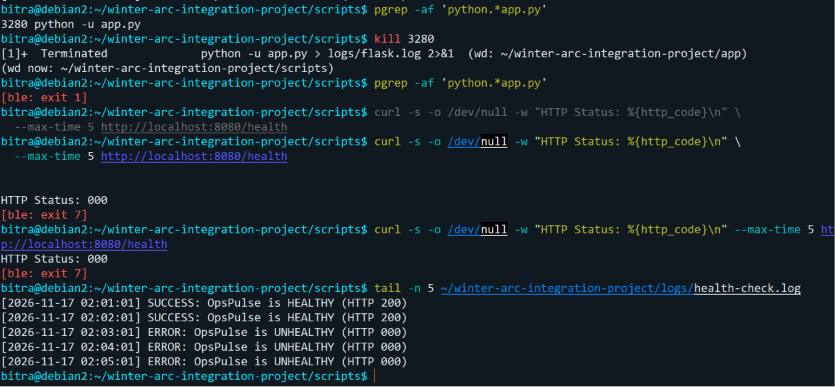 bitra@debian2:~/winter-arc-integration-project/scripts$ pgrep -af 'python.*app.py'
3280 python -u app.py
bitra@debian2:~/winter-arc-integration-project/scripts$ kill 3280
[1]+  Terminated              python -u app.py > logs/flask.log 2>&1  (wd: ~/winter-arc-integration-project/app)
(wd now: ~/winter-arc-integration-project/scripts)
bitra@debian2:~/winter-arc-integration-project/scripts$ pgrep -af 'python.*app.py'
[ble: exit 1]
bitra@debian2:~/winter-arc-integration-project/scripts$ curl -s -o /dev/null -w "HTTP Status: %{http_code}\n" \
  --max-time 5 http://localhost:8080/health
bitra@debian2:~/winter-arc-integration-project/scripts$ curl -s -o /dev/null -w "HTTP Status: %{http_code}\n" \
  --max-time 5 http://localhost:8080/health
HTTP Status: 000
[ble: exit 7]
bitra@debian2:~/winter-arc-integration-project/scripts$ curl -s -o /dev/null -w "HTTP Status: %{http_code}\n" --max-time 5 htt
p://localhost:8080/health
HTTP Status: 000
[ble: exit 7]
bitra@debian2:~/winter-arc-integration-project/scripts$ tail -n 5 ~/winter-arc-integration-project/logs/health-check.log
[2026-11-17 02:01:01] SUCCESS: OpsPulse is HEALTHY (HTTP 200)
[2026-11-17 02:02:01] SUCCESS: OpsPulse is HEALTHY (HTTP 200)
[2026-11-17 02:03:01] ERROR: OpsPulse is UNHEALTHY (HTTP 000)
[2026-11-17 02:04:01] ERROR: OpsPulse is UNHEALTHY (HTTP 000)
[2026-11-17 02:05:01] ERROR: OpsPulse is UNHEALTHY (HTTP 000)
bitra@debian2:~/winter-arc-integration-project/scripts$